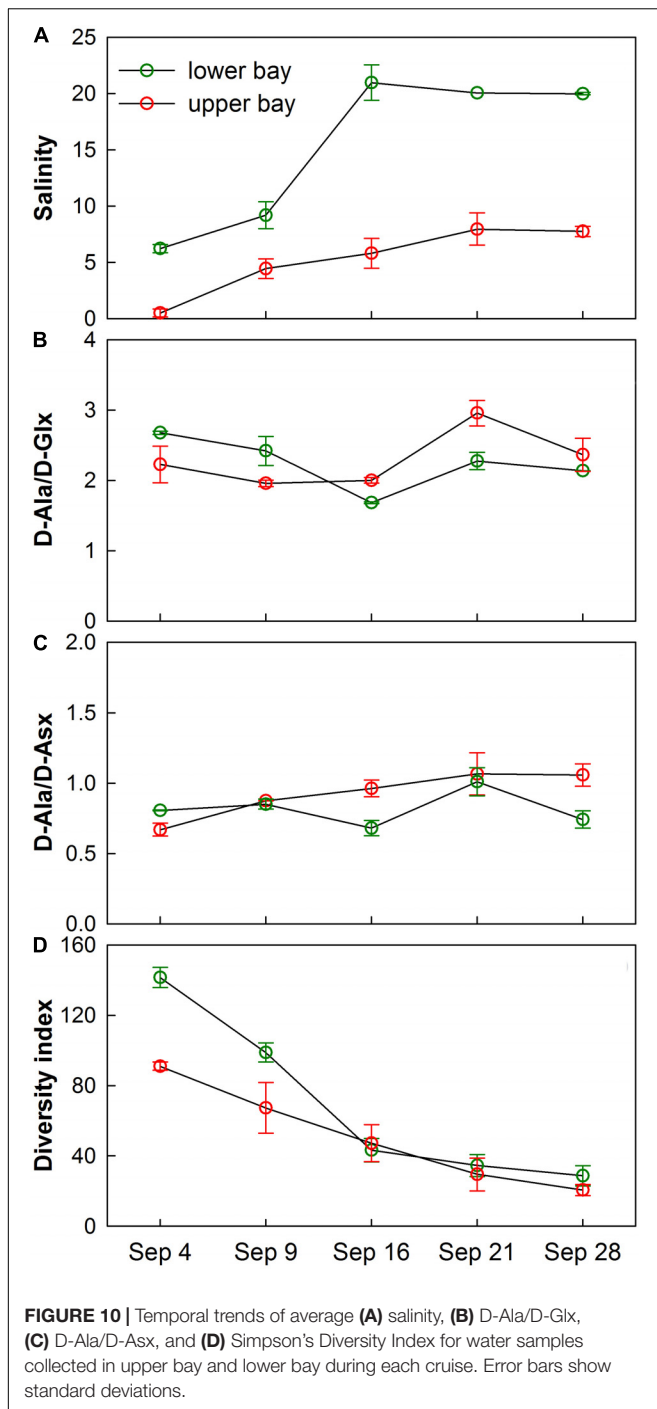 A
25
20
15
10
5
0
Salinity
lower bay
upper bay
B
4
3
2
1
0
D-Ala/D-Glx
C
2.0
1.5
1.0
0.5
0.0
D-Ala/D-Asx
D
160
120
80
40
0
Diversity index
Sep 4 Sep 9 Sep 16 Sep 21 Sep 28
FIGURE 10 | Temporal trends of average (A) salinity, (B) D-Ala/D-Glx,
(C) D-Ala/D-Asx, and (D) Simpson's Diversity Index for water samples
collected in upper bay and lower bay during each cruise. Error bars show
standard deviations.